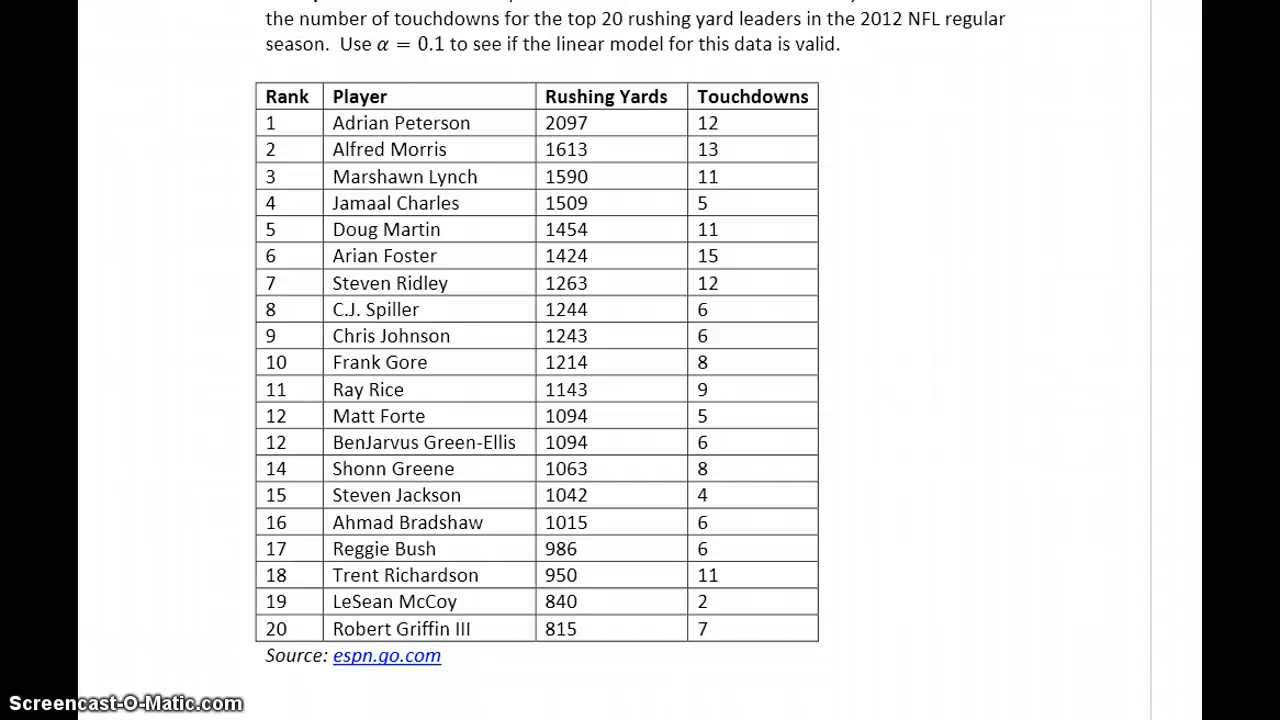 the number of touchdowns for the top 20 rushing yard leaders in the 2012 NFL regular
season. Use α = 0.1 to see if the linear model for this data is valid.
Rank Player Rushing Yards Touchdowns
1 Adrian Peterson 2097 12
2 Alfred Morris 1613 13
3 Marshawn Lynch 1590 11
4 Jamaal Charles 1509 5
5 Doug Martin 1454 11
6 Arian Foster 1424 15
7 Steven Ridley 1263 12
8 C.J. Spiller 1244 6
9 Chris Johnson 1243 6
10 Frank Gore 1214 8
11 Ray Rice 1143 9
12 Matt Forte 1094 5
12 BenJarvus Green-Ellis 1094 6
14 Shonn Greene 1063 8
15 Steven Jackson 1042 4
16 Ahmad Bradshaw 1015 6
17 Reggie Bush 986 6
18 Trent Richardson 950 11
19 LeSean McCoy 840 2
20 Robert Griffin III 815 7
Source: espn.go.com
Screencast-O-Matic.com